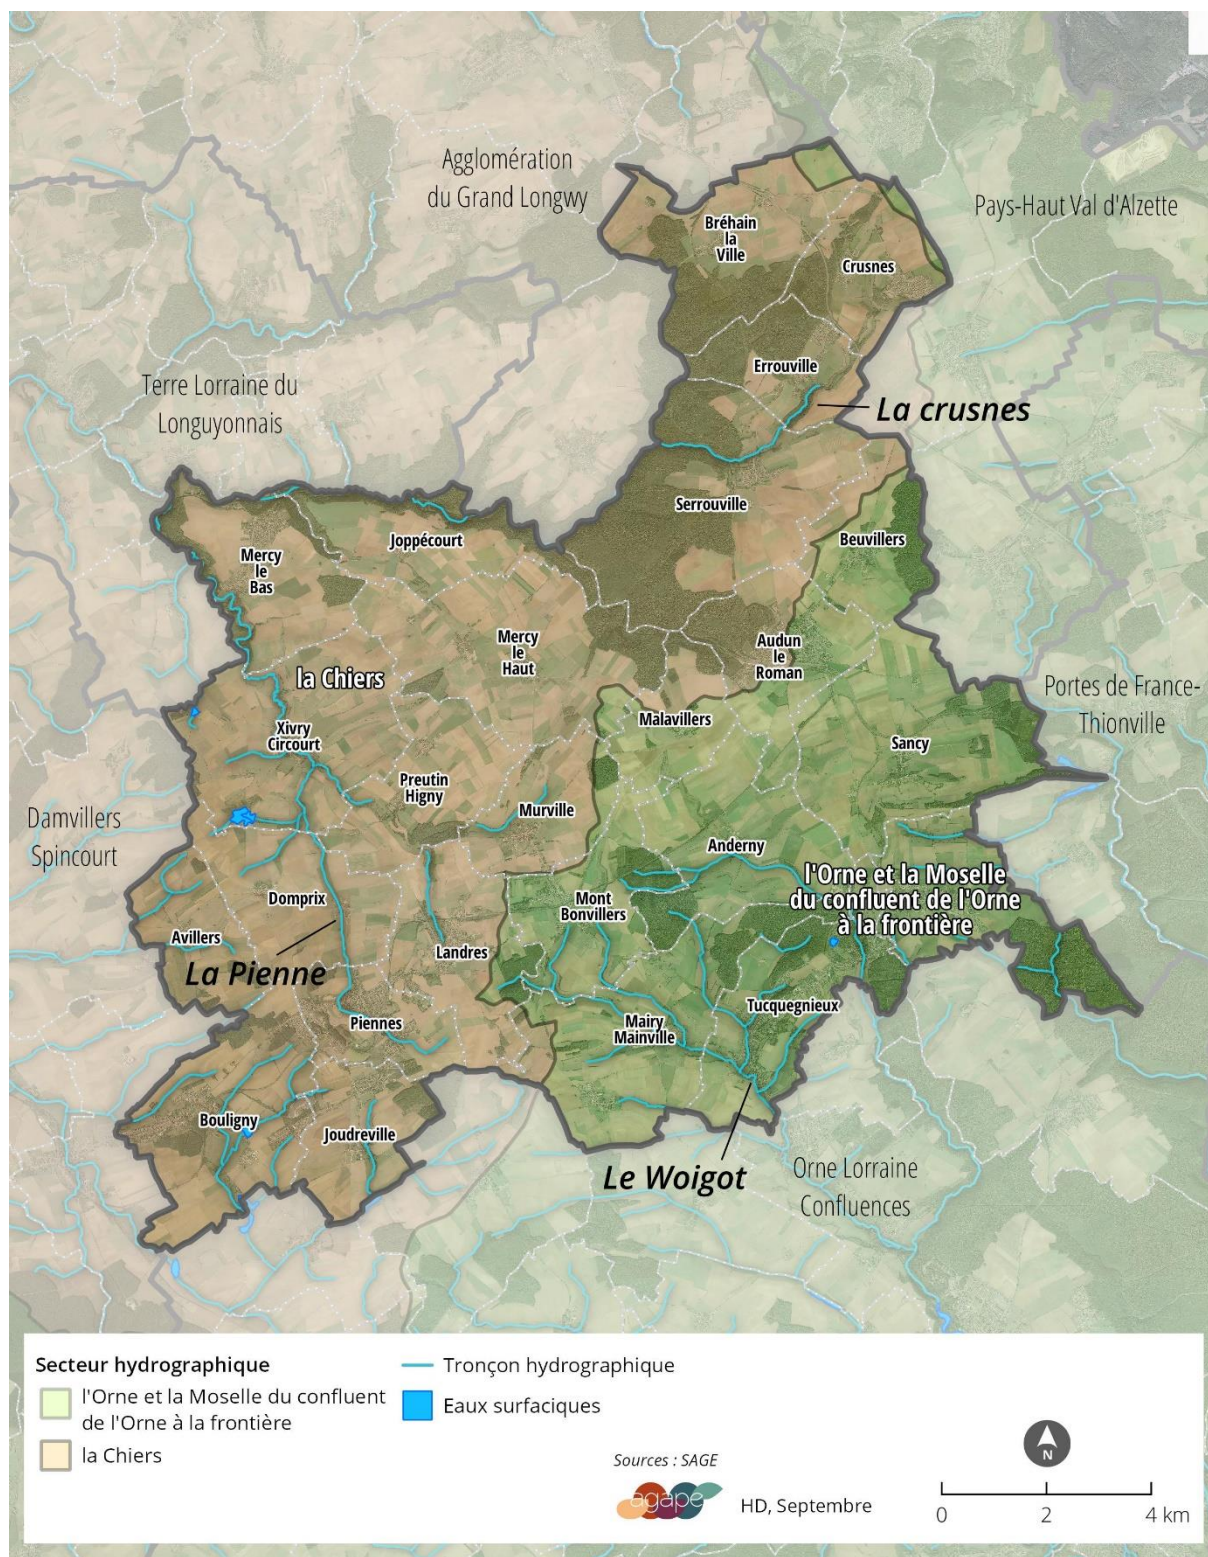 Agglomération
du Grand Longwy
Pays-Haut Val d'Alzette
Bréhain
la
Ville
Crusnes
Errouville
Terre Lorraine du
Longuyonnais
La crusnes
Serrouville
Beuvillers
Joppécourt
Mercy
le
Bas
Mercy
le
Haut
Audun
le
Roman
la Chiers
Portes de France-
Thionville
Malavillers
Xivry
Circourt
Sancy
Preutin
Higny
Murville
Damvillers
Spincourt
Anderny
l'Orne et la Moselle
du confluent de l'Orne
à la frontière
Domprix
Mont
Bonvillers
Avillers
Landres
La Pienne
Tucquegnieux
Piennes
Mairy
Mainville
Bouligny
Joudreville
Le Woigot
Orne Lorraine
Confluences
Secteur hydrographique
l'Orne et la Moselle du confluent
de l'Orne à la frontière
la Chiers
Tronçon hydrographique
Eaux surfaciques
Sources : SAGE
agape
HD, Septembre
N
0 2 4 km